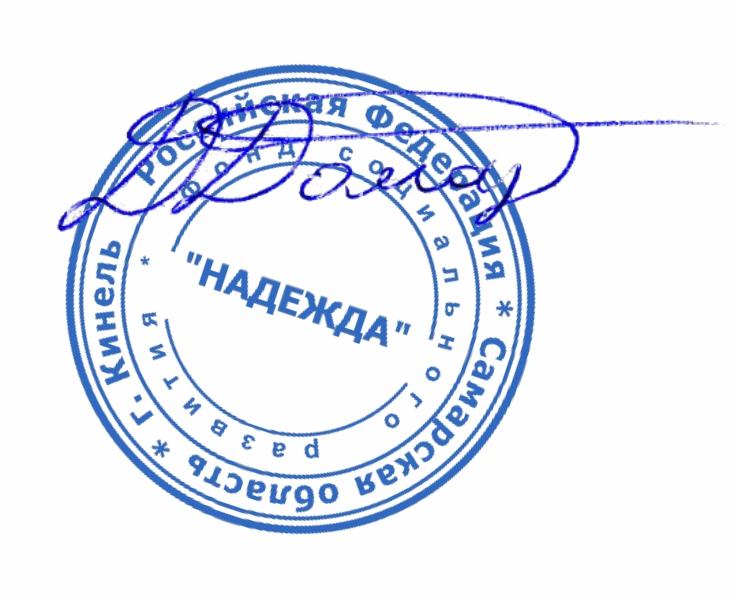 Российская Федерация * Самарская область * г. Кинель
Фонд социального развития *
"НАДЕЖДА"